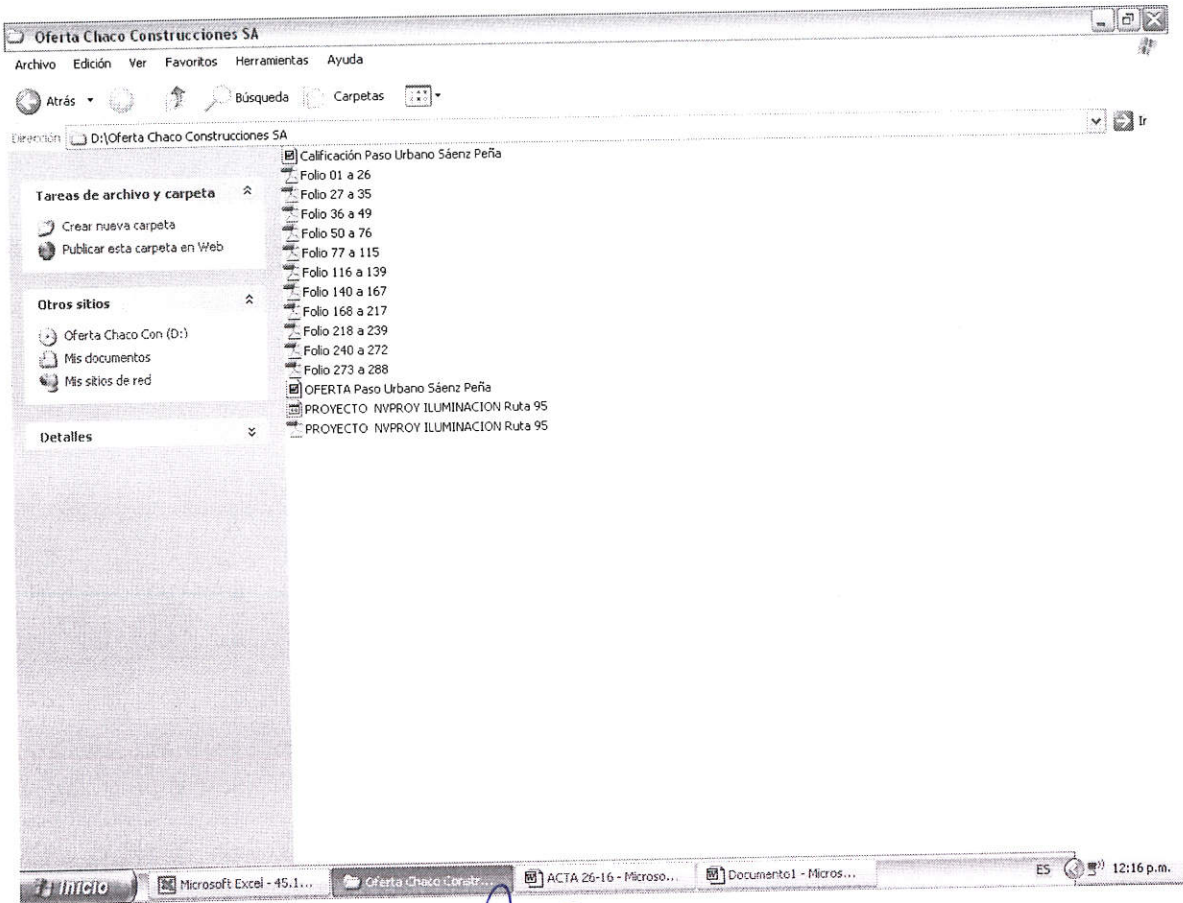 Oferta Chaco Construcciones SA
Archivo Edición Ver Favoritos Herramientas Ayuda
Atrás Búsqueda Carpetas
Dirección D:\Oferta Chaco Construcciones SA Ir
Tareas de archivo y carpeta
Crear nueva carpeta
Publicar esta carpeta en Web
Otros sitios
Oferta Chaco Con (D:)
Mis documentos
Mis sitios de red
Detalles
Calificación Paso Urbano Sáenz Peña
Folio 01 a 26
Folio 27 a 35
Folio 36 a 49
Folio 50 a 76
Folio 77 a 115
Folio 116 a 139
Folio 140 a 167
Folio 168 a 217
Folio 218 a 239
Folio 240 a 272
Folio 273 a 288
OFERTA Paso Urbano Sáenz Peña
PROYECTO NVPROY ILUMINACION Ruta 95
PROYECTO NVPROY ILUMINACION Ruta 95
Inicio Microsoft Excel - 45.1... Oferta Chaco Constr... ACTA 26-16 - Microso... Documento1 - Micros... ES 12:16 p.m.